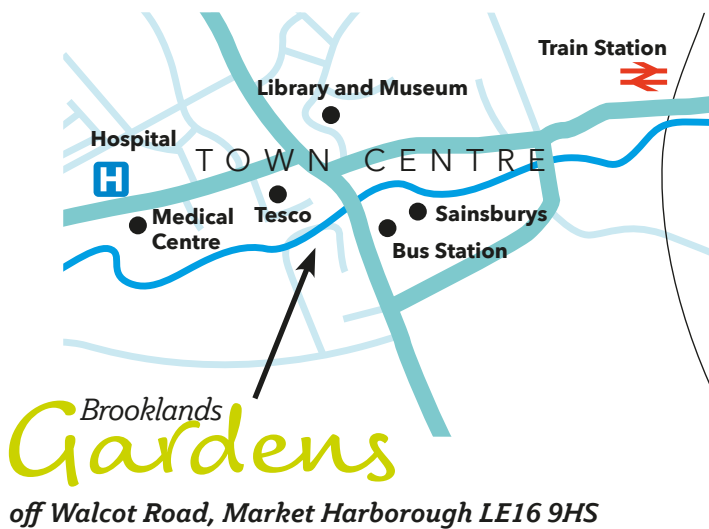 Train Station
Library and Museum
Hospital
H
TOWN CENTRE
Tesco
Medical
Centre
Sainsburys
Bus Station
Brooklands
Gardens
off Walcot Road, Market Harborough LE16 9HS